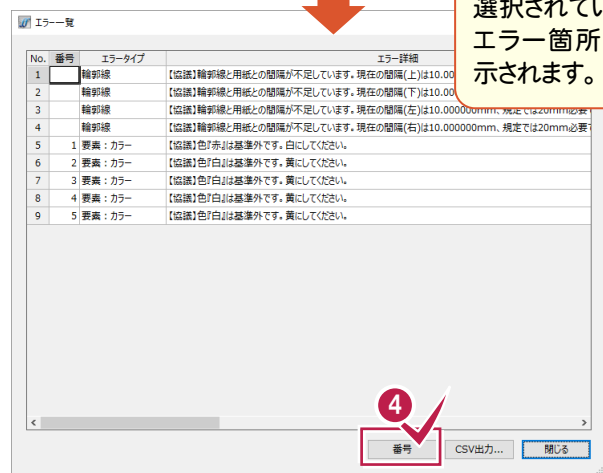 エラー一覧
選択されてい
エラー箇所
示されます。
No. 番号 エラータイプ エラー詳細
1 輪郭線 【協議】輪郭線と用紙との間隔が不足しています。現在の間隔(上)は10.00
2 輪郭線 【協議】輪郭線と用紙との間隔が不足しています。現在の間隔(下)は10.00
3 輪郭線 【協議】輪郭線と用紙との間隔が不足しています。現在の間隔(左)は10.000000mm、規定では20mm必要
4 輪郭線 【協議】輪郭線と用紙との間隔が不足しています。現在の間隔(右)は10.000000mm、規定では20mm必要
5 1 要素：カラー 【協議】色『赤』は基準外です。白にしてください。
6 2 要素：カラー 【協議】色『白』は基準外です。黄にしてください。
7 3 要素：カラー 【協議】色『白』は基準外です。黄にしてください。
8 4 要素：カラー 【協議】色『白』は基準外です。黄にしてください。
9 5 要素：カラー 【協議】色『白』は基準外です。黄にしてください。
4
番号 CSV出力... 閉じる